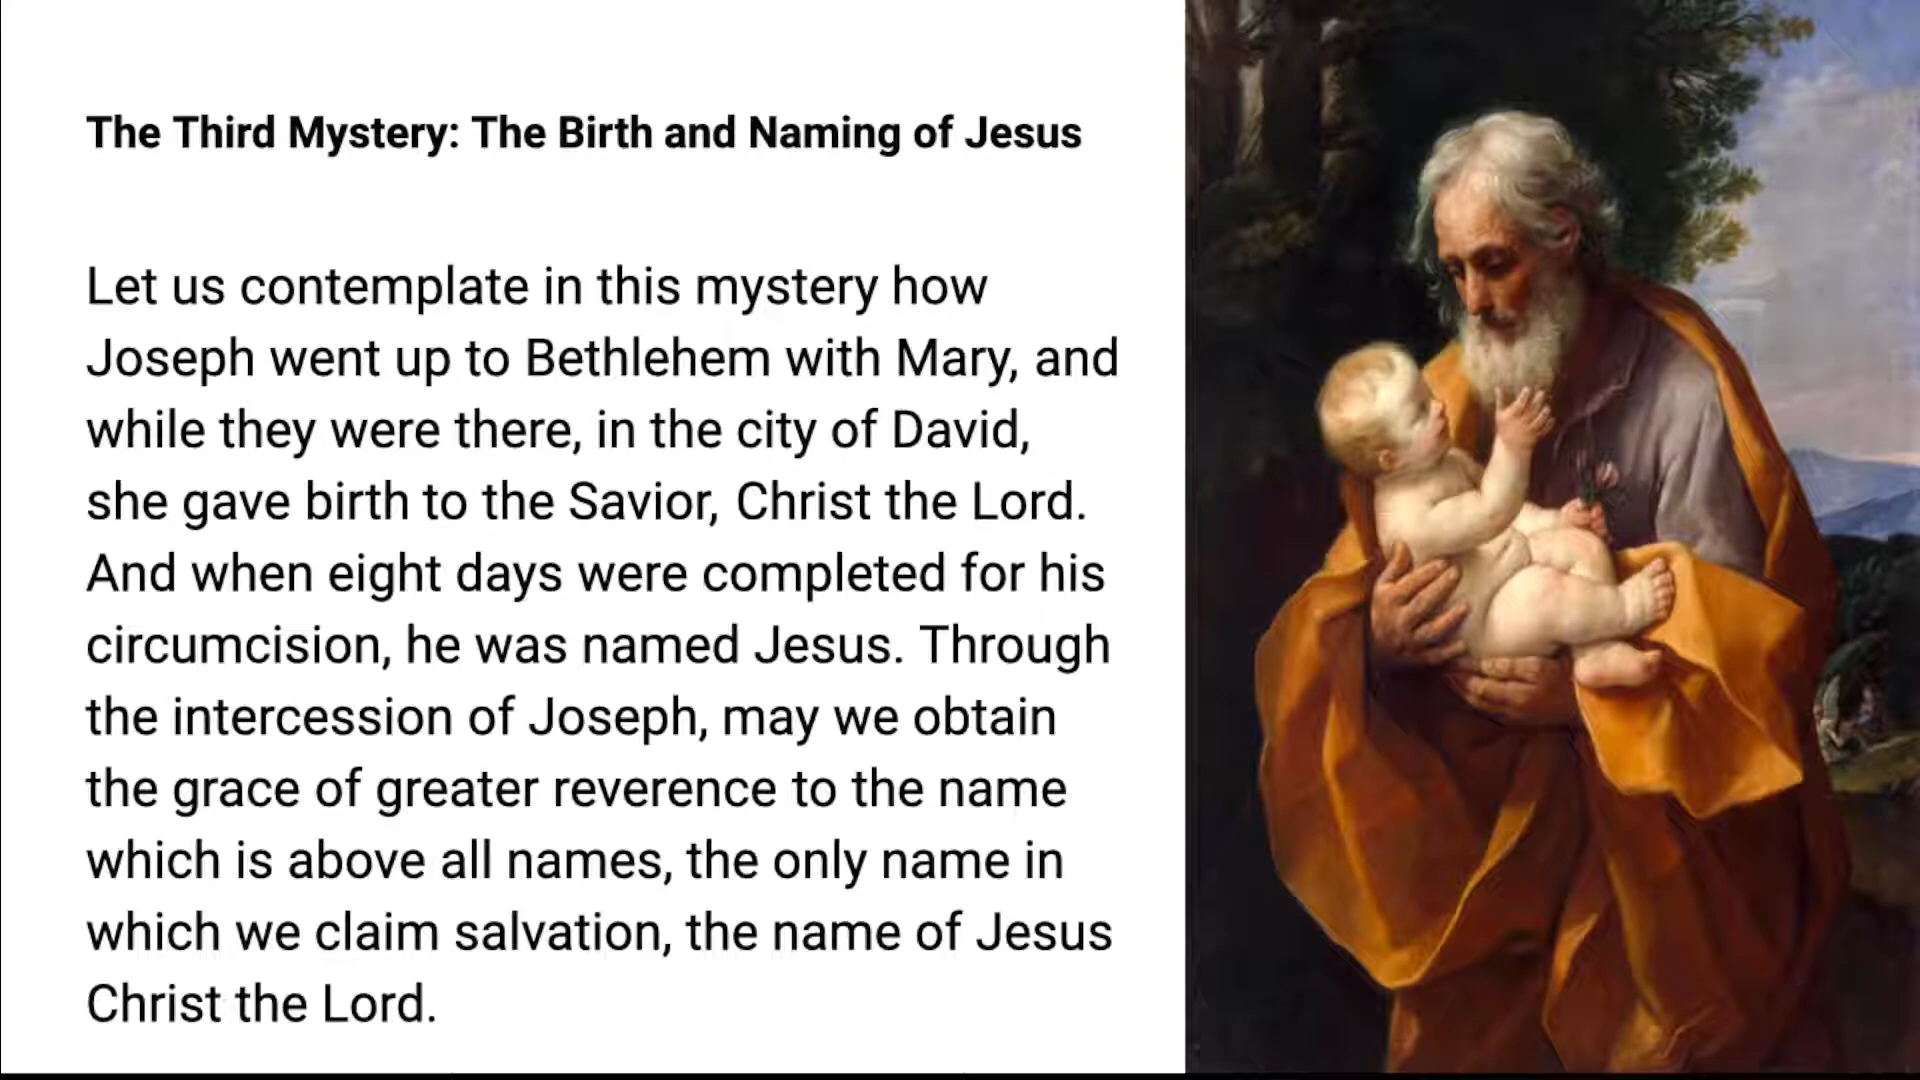 The Third Mystery: The Birth and Naming of Jesus
Let us contemplate in this mystery how
Joseph went up to Bethlehem with Mary, and
while they were there, in the city of David,
she gave birth to the Savior, Christ the Lord.
And when eight days were completed for his
circumcision, he was named Jesus. Through
the intercession of Joseph, may we obtain
the grace of greater reverence to the name
which is above all names, the only name in
which we claim salvation, the name of Jesus
Christ the Lord.